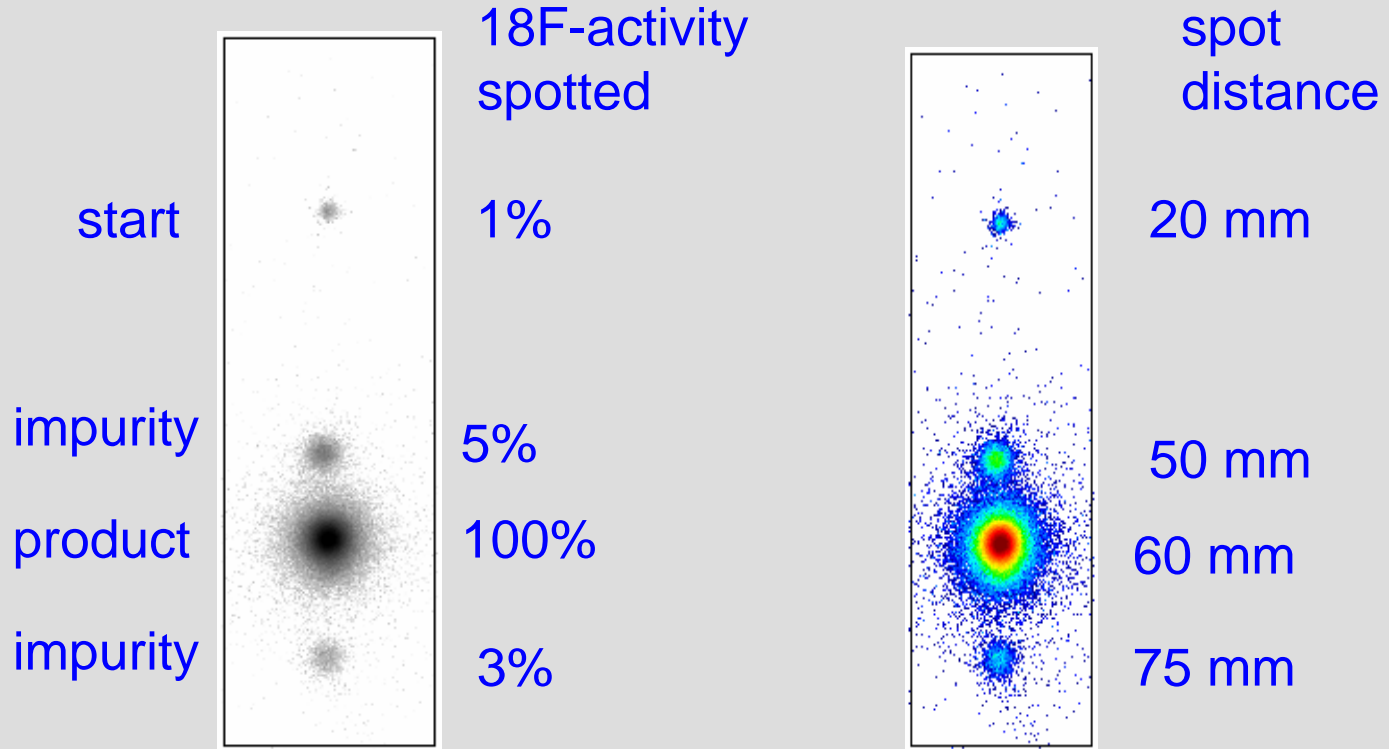 18F-activity
spotted
spot
distance
start
1%
20 mm
impurity
5%
50 mm
product
100%
60 mm
impurity
3%
75 mm